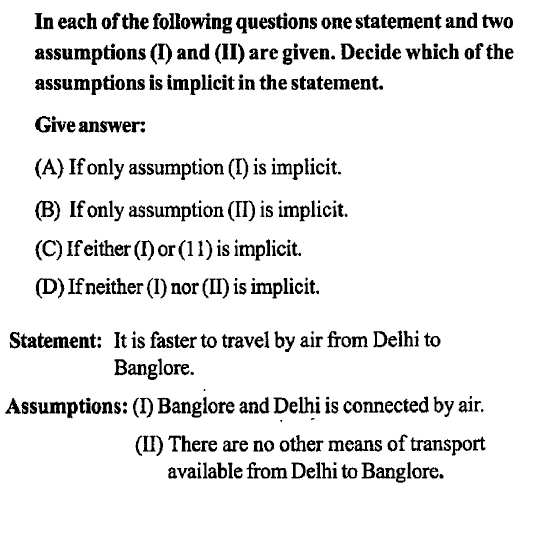 In each of the following questions one statement and two
assumptions (I) and (II) are given. Decide which of the
assumptions is implicit in the statement.
Give answer:
(A) If only assumption (I) is implicit.
(B) If only assumption (II) is implicit.
(C) If either (I) or (11) is implicit.
(D) If neither (I) nor (II) is implicit.
Statement: It is faster to travel by air from Delhi to
Banglore.
Assumptions: (I) Banglore and Delhi is connected by air.
(II) There are no other means of transport
available from Delhi to Banglore.